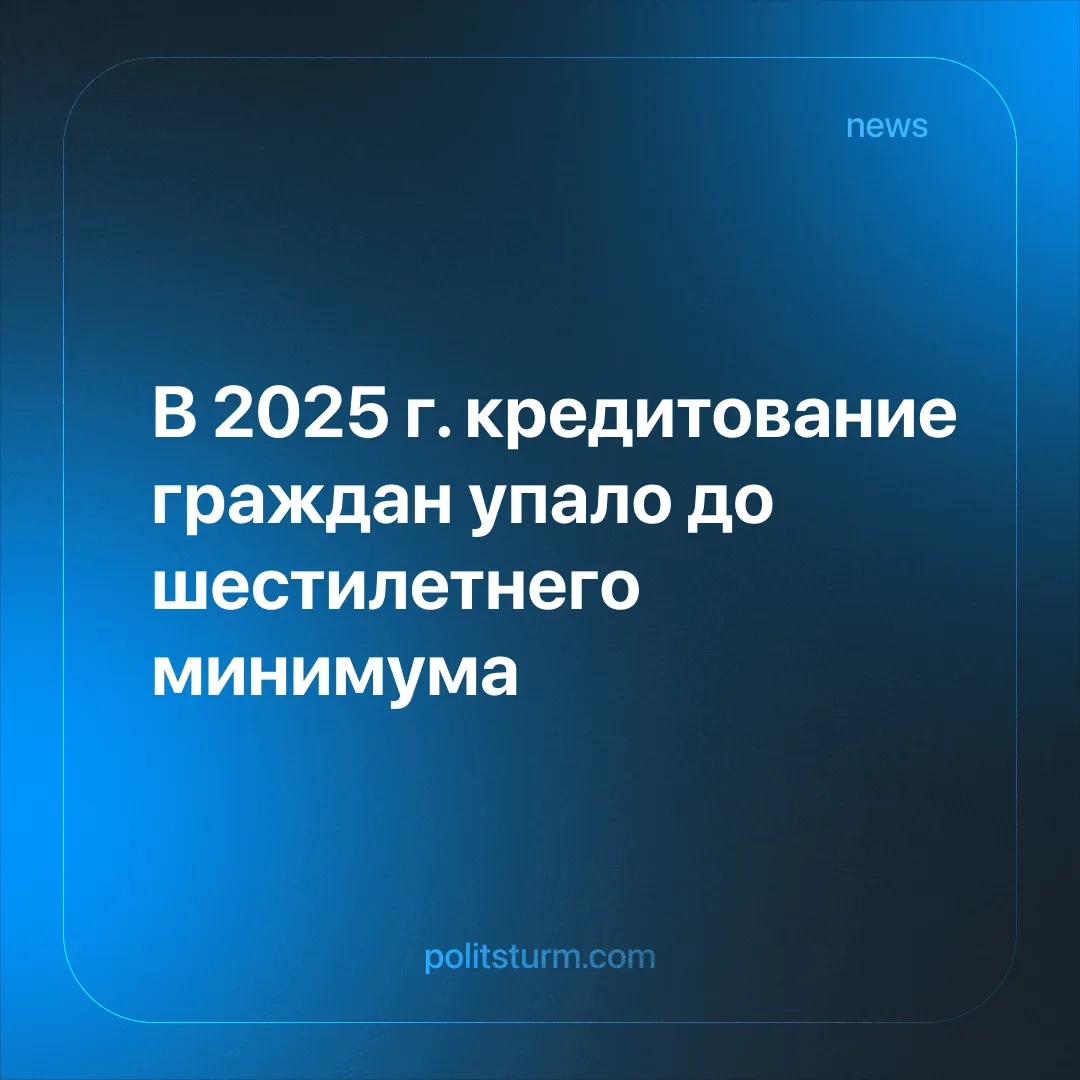 news
В 2025 г. кредитование
граждан упало до
шестилетнего
минимума
politsturm.com